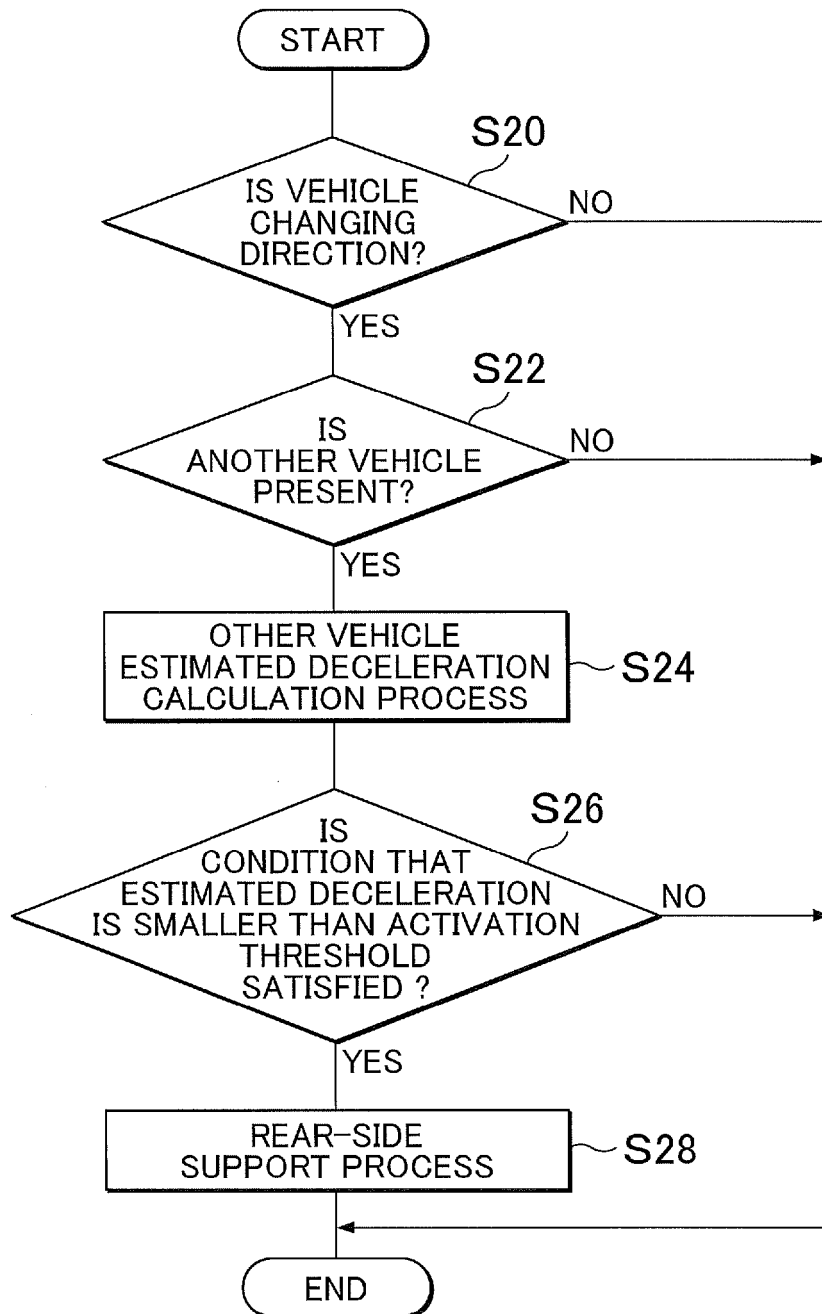 START
S20
IS VEHICLE
CHANGING
DIRECTION?
NO
YES
S22
IS
ANOTHER VEHICLE
PRESENT?
NO
YES
OTHER VEHICLE
ESTIMATED DECELERATION
CALCULATION PROCESS
S24
S26
IS
CONDITION THAT
ESTIMATED DECELERATION
IS SMALLER THAN ACTIVATION
THRESHOLD
SATISFIED ?
NO
YES
REAR-SIDE
SUPPORT PROCESS
S28
END